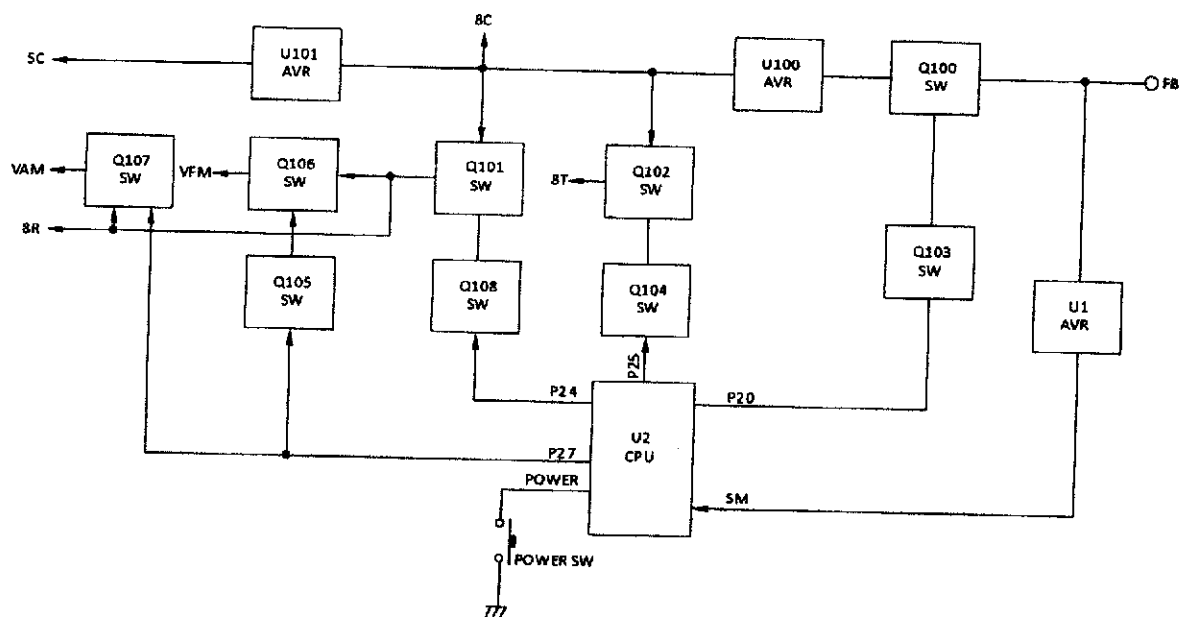 8C
5C
U101
AVR
U100
AVR
Q100
SW
FB
VAM
Q107
SW
VFM
Q106
SW
Q101
SW
8T
Q102
SW
8R
Q105
SW
Q108
SW
Q104
SW
Q103
SW
U1
AVR
P25
P24
P20
U2
CPU
P27
POWER
5M
POWER SW